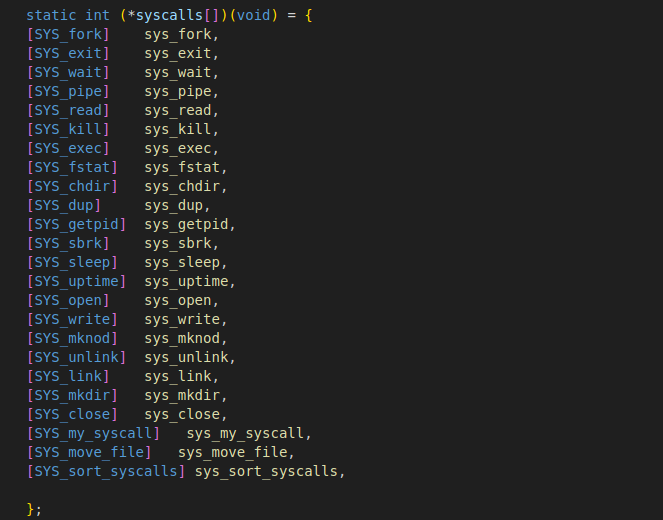 static int (*syscalls[])(void) = {
[SYS_fork]    sys_fork,
[SYS_exit]    sys_exit,
[SYS_wait]    sys_wait,
[SYS_pipe]    sys_pipe,
[SYS_read]    sys_read,
[SYS_kill]    sys_kill,
[SYS_exec]    sys_exec,
[SYS_fstat]   sys_fstat,
[SYS_chdir]   sys_chdir,
[SYS_dup]     sys_dup,
[SYS_getpid]  sys_getpid,
[SYS_sbrk]    sys_sbrk,
[SYS_sleep]   sys_sleep,
[SYS_uptime]  sys_uptime,
[SYS_open]    sys_open,
[SYS_write]   sys_write,
[SYS_mknod]   sys_mknod,
[SYS_unlink]  sys_unlink,
[SYS_link]    sys_link,
[SYS_mkdir]   sys_mkdir,
[SYS_close]   sys_close,
[SYS_my_syscall]   sys_my_syscall,
[SYS_move_file]   sys_move_file,
[SYS_sort_syscalls] sys_sort_syscalls,
};